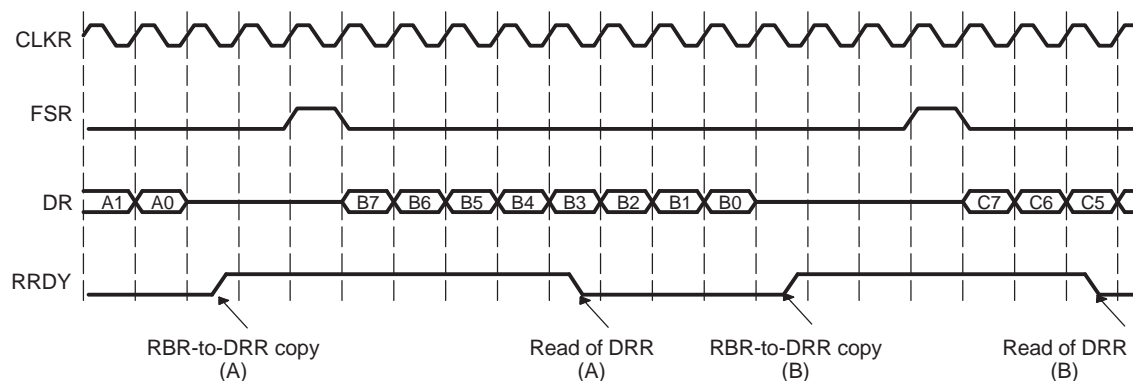 CLKR
FSR
DR A1 A0 B7 B6 B5 B4 B3 B2 B1 B0 C7 C6 C5
RRDY
RBR-to-DRR copy Read of DRR RBR-to-DRR copy Read of DRR
(A) (A) (B) (B)